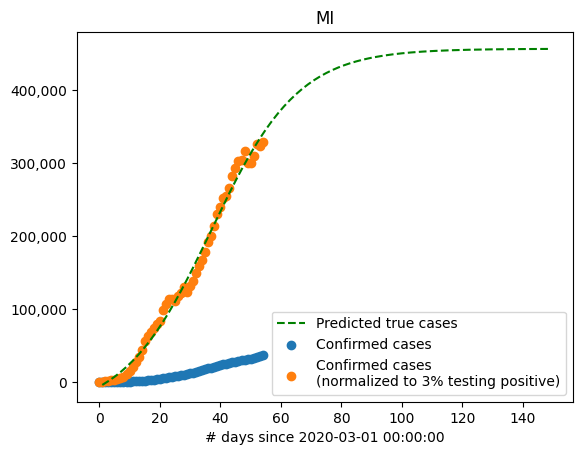 MI
400,000
300,000
200,000
100,000
0
Predicted true cases
Confirmed cases
Confirmed cases
(normalized to 3% testing positive)
0 20 40 60 80 100 120 140
# days since 2020-03-01 00:00:00